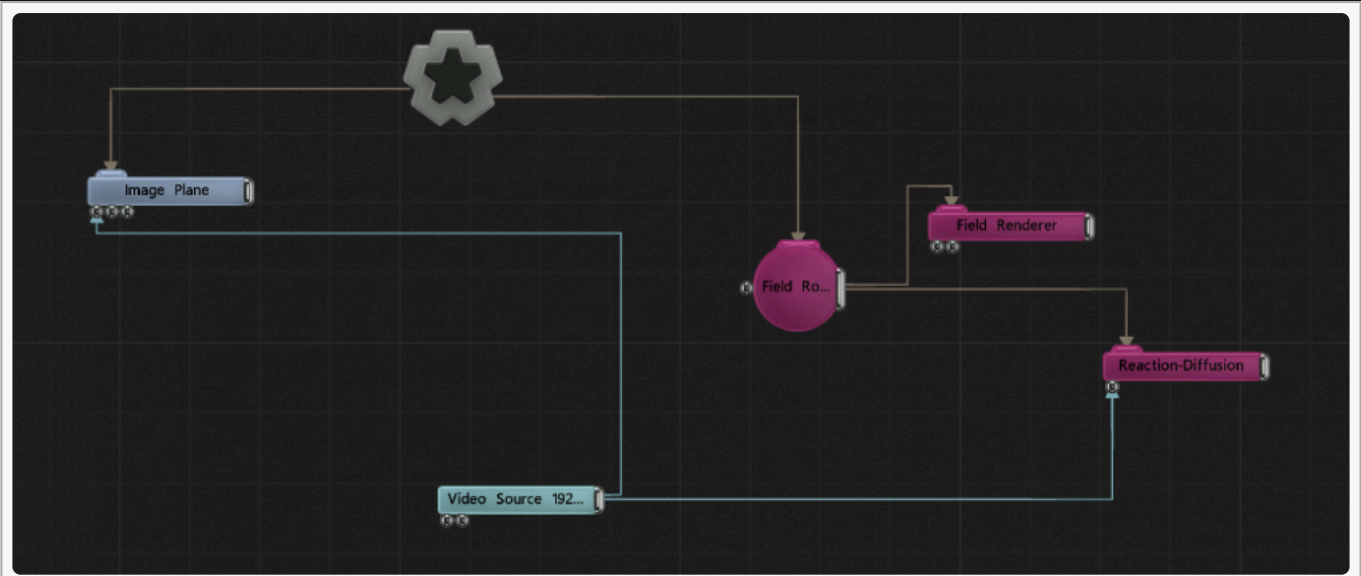 Image Plane
Field Renderer
Field Ro...
Reaction-Diffusion
Video Source 192...